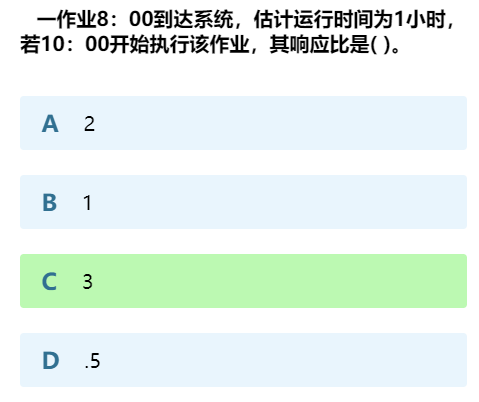 一作业8：00到达系统，估计运行时间为1小时，
若10：00开始执行该作业，其响应比是( )。
A 2
B 1
C 3
D .5